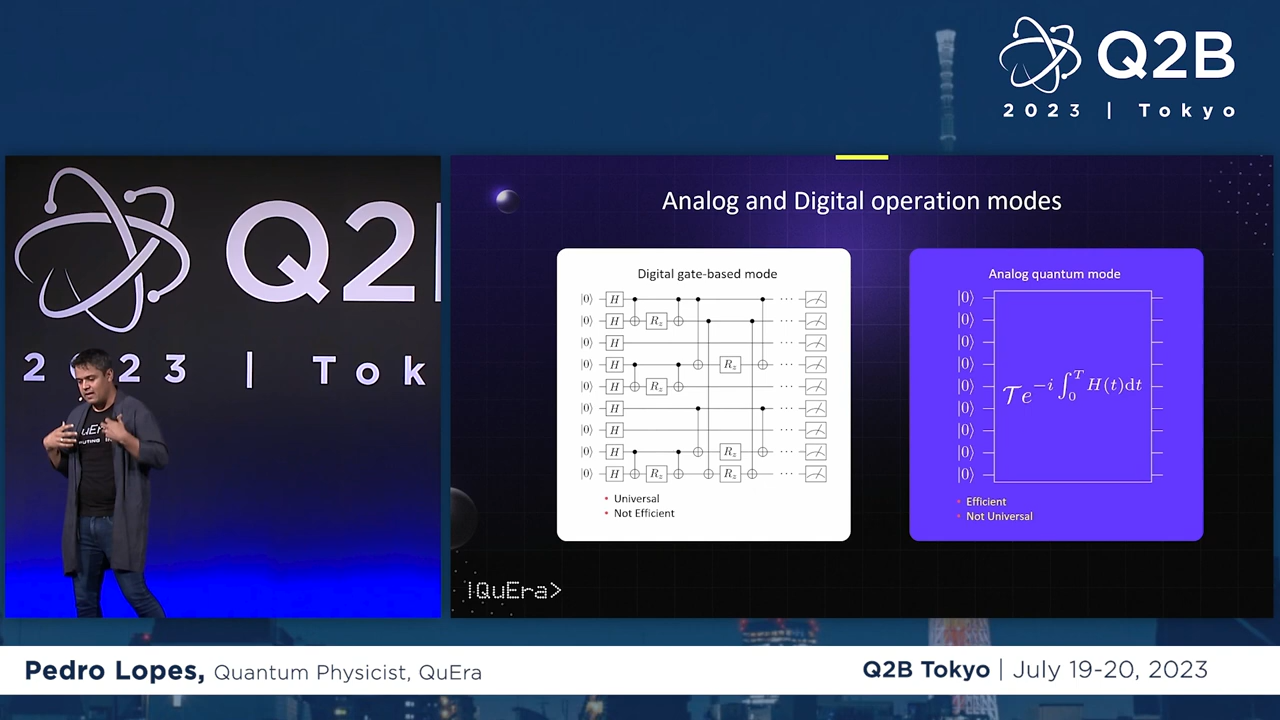 Q2B
2023 | Tokyo
Q2
2023 | Tok
Analog and Digital operation modes
Digital gate-based mode
|0⟩ H R_z
|0⟩ H R_z
|0⟩ H
|0⟩ H R_z
|0⟩ H R_z
|0⟩ H
|0⟩ H
|0⟩ H R_z
|0⟩ H R_z R_z
• Universal
• Not Efficient
Analog quantum mode
|0⟩
|0⟩
|0⟩
|0⟩
|0⟩
|0⟩
|0⟩
|0⟩
|0⟩
𝒯e^{-i ∫_0^T H(t)dt}
• Efficient
• Not Universal
|QuEra>
Pedro Lopes, Quantum Physicist, QuEra
Q2B Tokyo | July 19-20, 2023